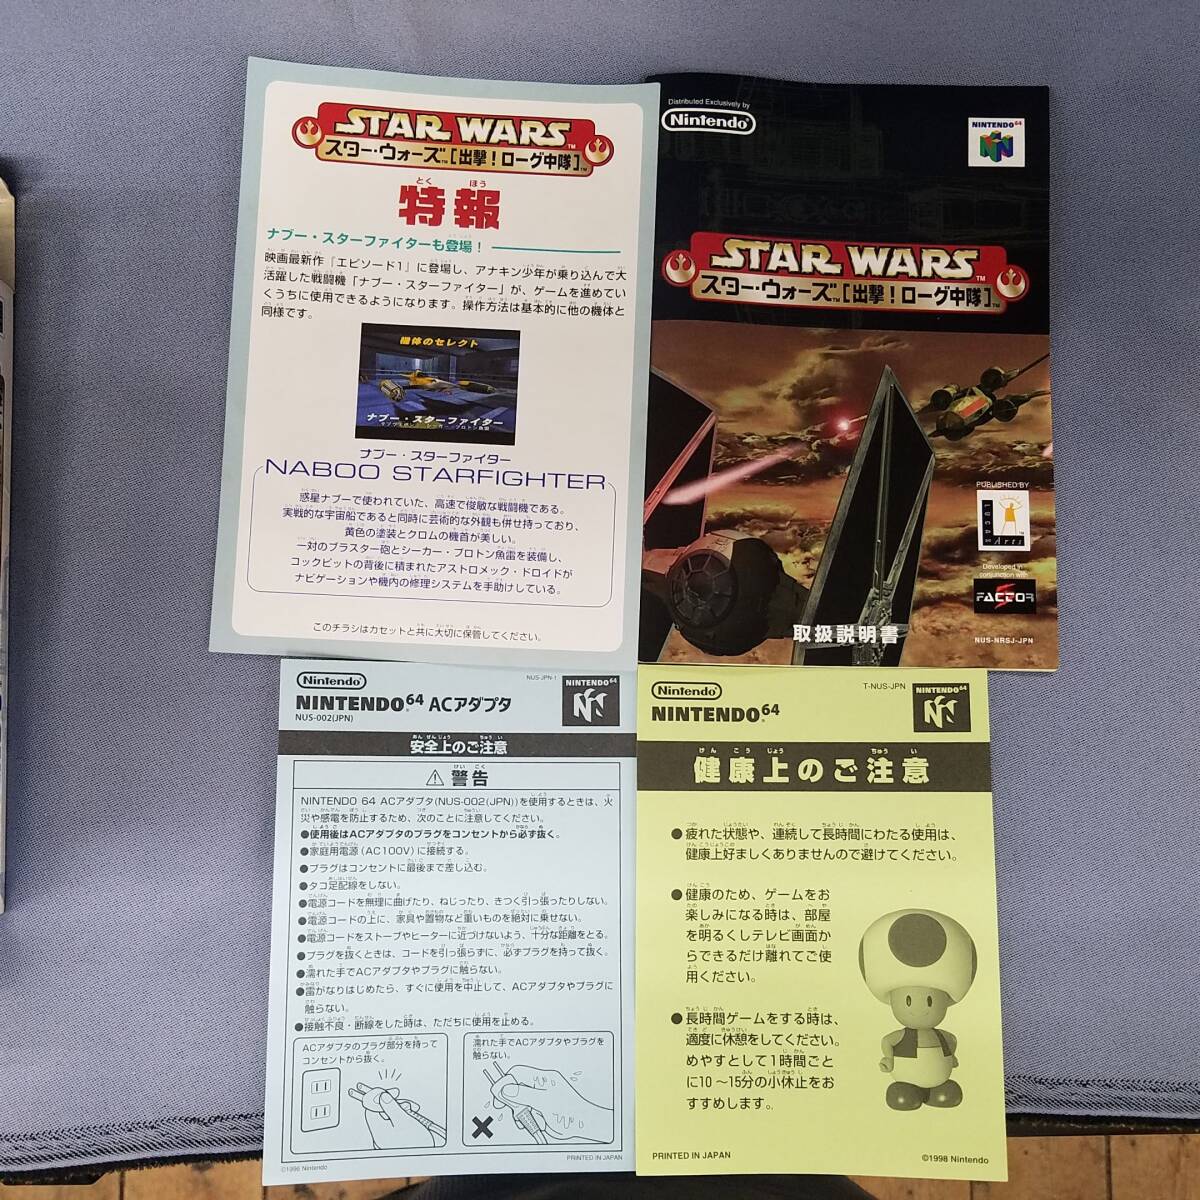 STAR WARS
スター・ウォーズ™[出撃！ローグ中隊]™
とく ほう
特報
ナブー・スターファイターも登場！
映画最新作『エピソード1』に登場し、アナキン少年が乗り込んで大
活躍した戦闘機「ナブー・スターファイター」が、ゲームを進めてい
くうちに使用できるようになります。操作方法は基本的に他の機体と
同様です。
機体のセレクト
ナブー・スターファイター
ナブー・スターファイター
NABOO STARFIGHTER
惑星ナブーで使われていた、高速で俊敏な戦闘機である。
実戦的な宇宙船であると同時に芸術的な外観も併せ持っており、
黄色の塗装とクロムの機首が美しい。
一対のブラスター砲とシーカー・プロトン魚雷を装備し、
コックピットの背後に積まれたアストロメック・ドロイドが
ナビゲーションや機内の修理システムを手助けしている。
このチラシはカセットと共に大切に保管してください。
Distributed Exclusively by
Nintendo
NINTENDO64
STAR WARS™
スター・ウォーズ™[出撃！ローグ中隊]™
PUBLISHED BY
LUCAS
Arts
Developed in
conjunction with
FACTOR 5
取扱説明書
NUS-NRSJ-JPN
Nintendo
NUS-JPN-1
NINTENDO64 ACアダプタ
NUS-002(JPN)
NINTENDO64
あんぜんじょう ちゅうい
安全上のご注意
けいこく
⚠警告
NINTENDO 64 ACアダプタ(NUS-002(JPN))を使用するときは、火
災や感電を防止するため、次のことに注意してください。
●使用後はACアダプタのプラグをコンセントから必ず抜く。
●家庭用電源(AC100V)に接続する。
●プラグはコンセントに最後まで差し込む。
●タコ足配線をしない。
●電源コードを無理に曲げたり、ねじったり、きつく引っ張ったりしない。
●電源コードの上に、家具や置物など重いものを絶対に乗せない。
●電源コードをストーブやヒーターに近づけないよう、十分な距離をとる。
●プラグを抜くときは、コードを引っ張らずに、必ずプラグを持って抜く。
●濡れた手でACアダプタやプラグに触らない。
●雷がなりはじめたら、すぐに使用を中止して、ACアダプタやプラグに
触らない。
●接触不良・断線をした時は、ただちに使用を止める。
ACアダプタのプラグ部分を持って
コンセントから抜く。
濡れた手でACアダプタやプラグを
触らない。
©1996 Nintendo
PRINTED IN JAPAN
Nintendo
T-NUS-JPN
NINTENDO64
NINTENDO64
けんこうじょう ちゅうい
健康上のご注意
●疲れた状態や、連続して長時間にわたる使用は、
健康上好ましくありませんので避けてください。
●健康のため、ゲームをお
楽しみになる時は、部屋
を明るくしテレビ画面か
らできるだけ離れてご使
用ください。
●長時間ゲームをする時は、
適度に休憩をしてください。
めやすとして1時間ごと
に10～15分の小休止をお
すすめします。
PRINTED IN JAPAN
©1998 Nintendo